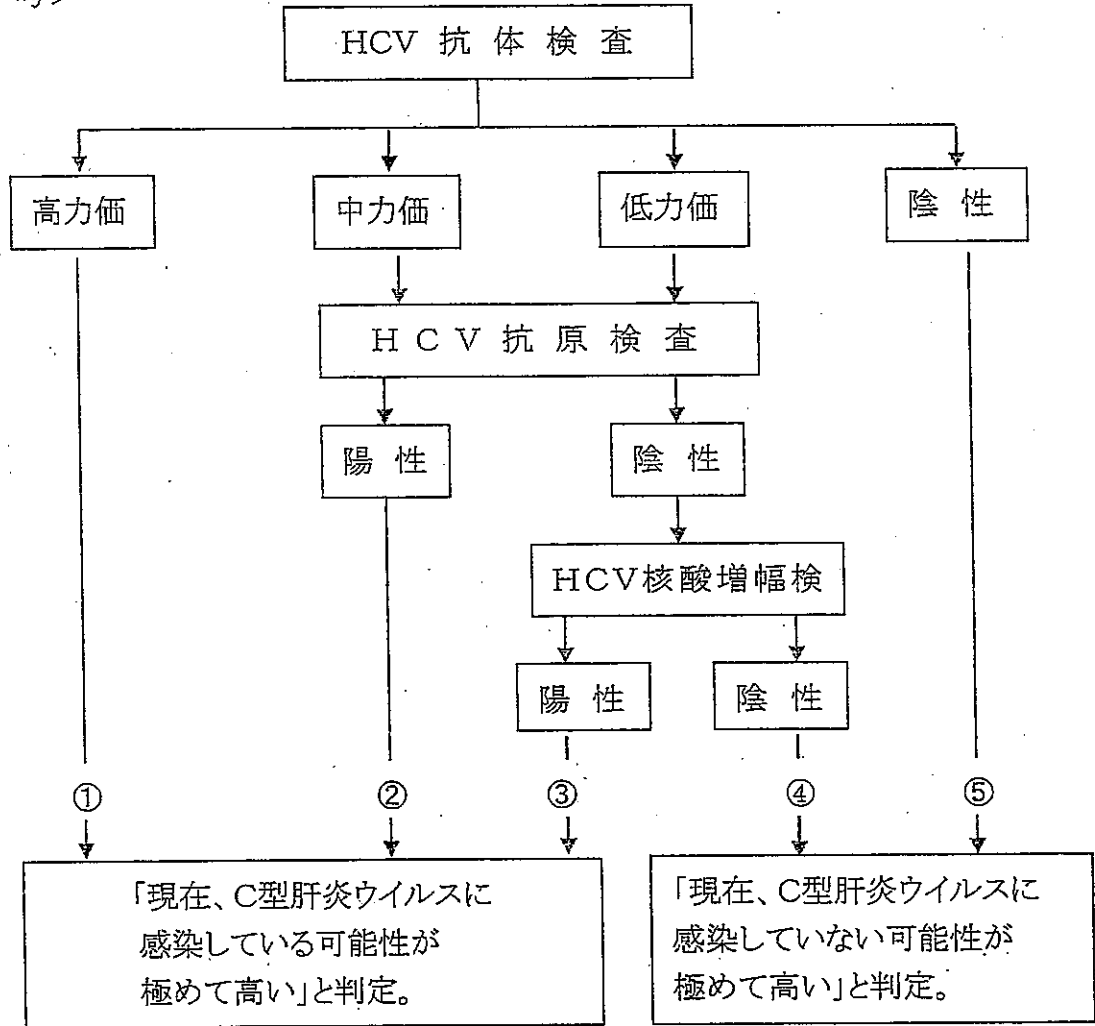 HCV 抗 体 検 査
高力価
中力価
低力価
陰 性
HCV抗原検査
陽 性
陰 性
HCV核酸増幅検
陽 性
陰 性
①
②
③
④
⑤
「現在、C型肝炎ウイルスに
感染している可能性が
極めて高い」と判定。
「現在、C型肝炎ウイルスに
感染していない可能性が
極めて高い」と判定。